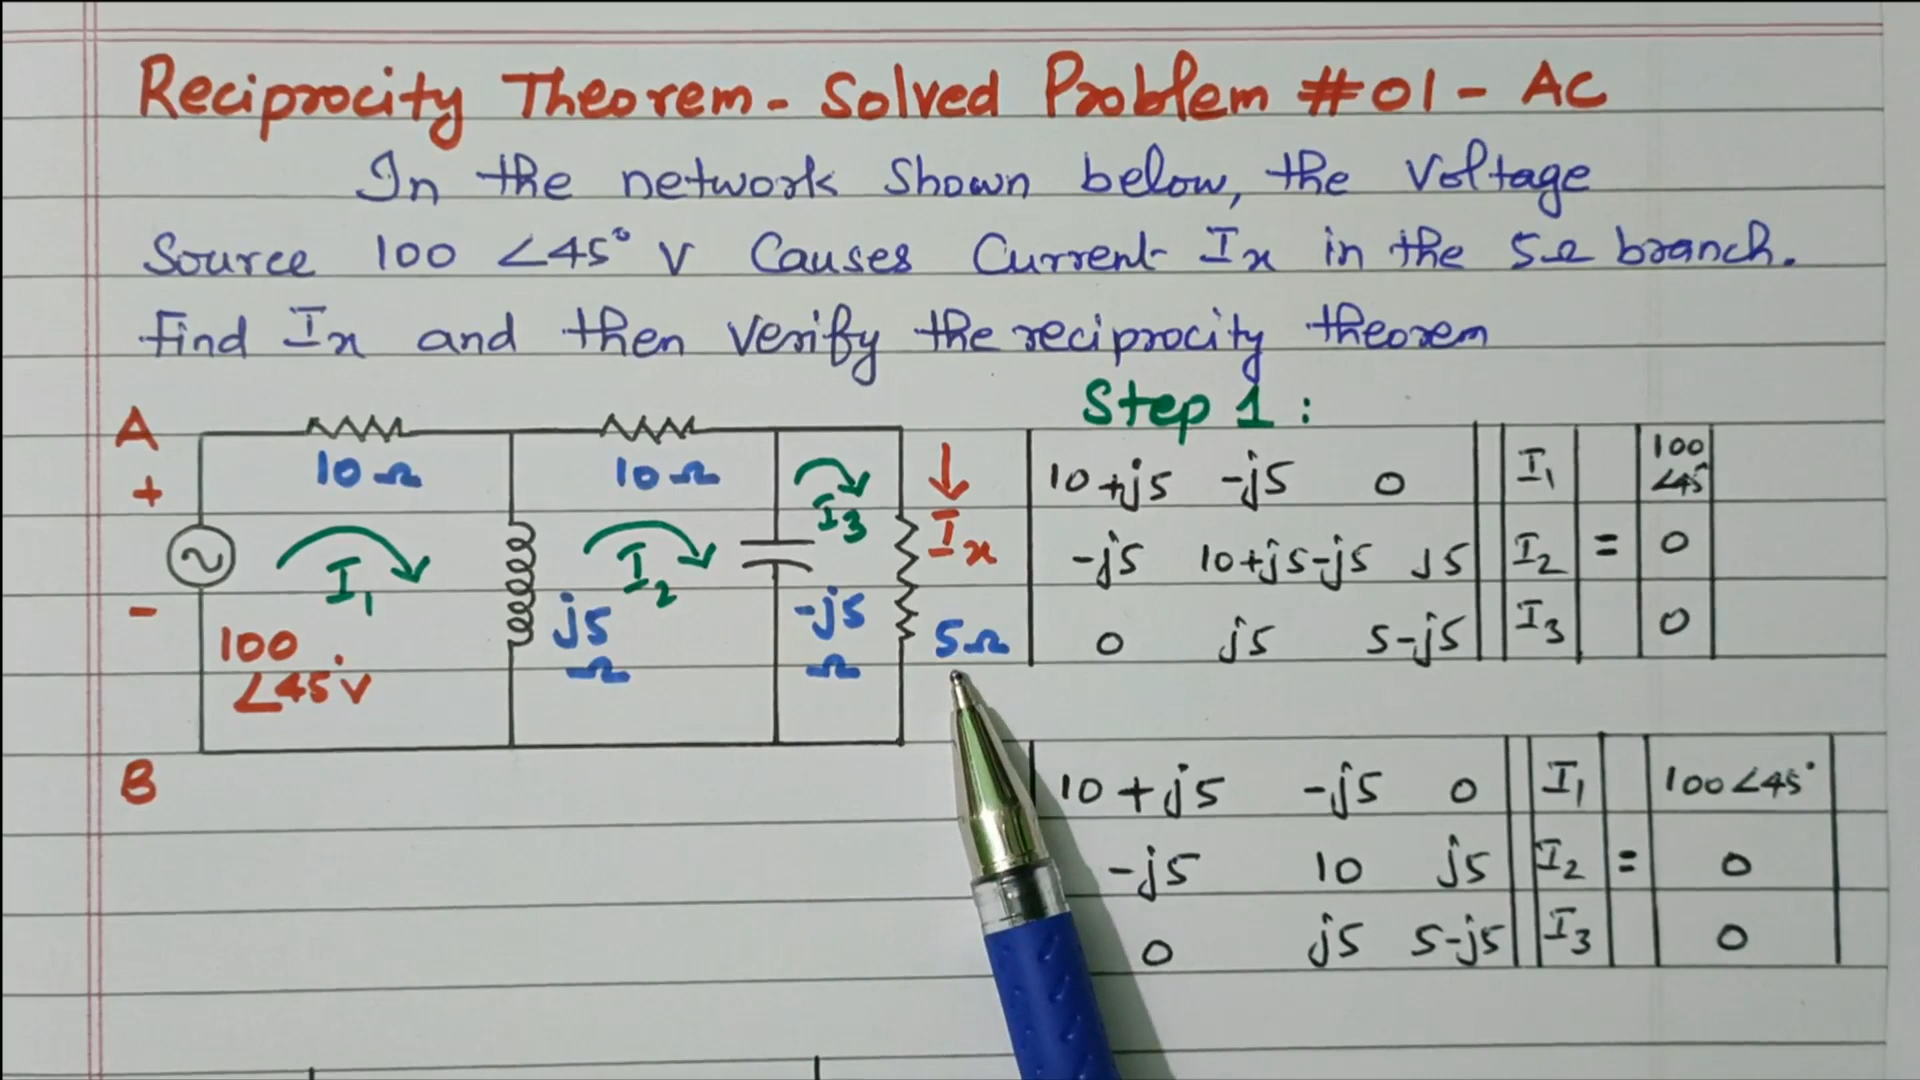 Reciprocity Theorem - Solved Problem #01 - AC
In the network shown below, the Voltage
Source 100 ∠45° V Causes Current Ix in the 5Ω branch.
Find Ix and then Verify the reciprocity theorem
Step 1 :
A
+
-
B
100
∠45° V
10Ω
10Ω
I1
I2
I3
Ix
j5
Ω
-j5
Ω
5Ω
10+j5 -j5 0 I1 100 ∠45°
-j5 10+j5-j5 j5 I2 = 0
0 j5 5-j5 I3 0
10+j5 -j5 0 I1 100∠45°
-j5 10 j5 I2 = 0
0 j5 5-j5 I3 0